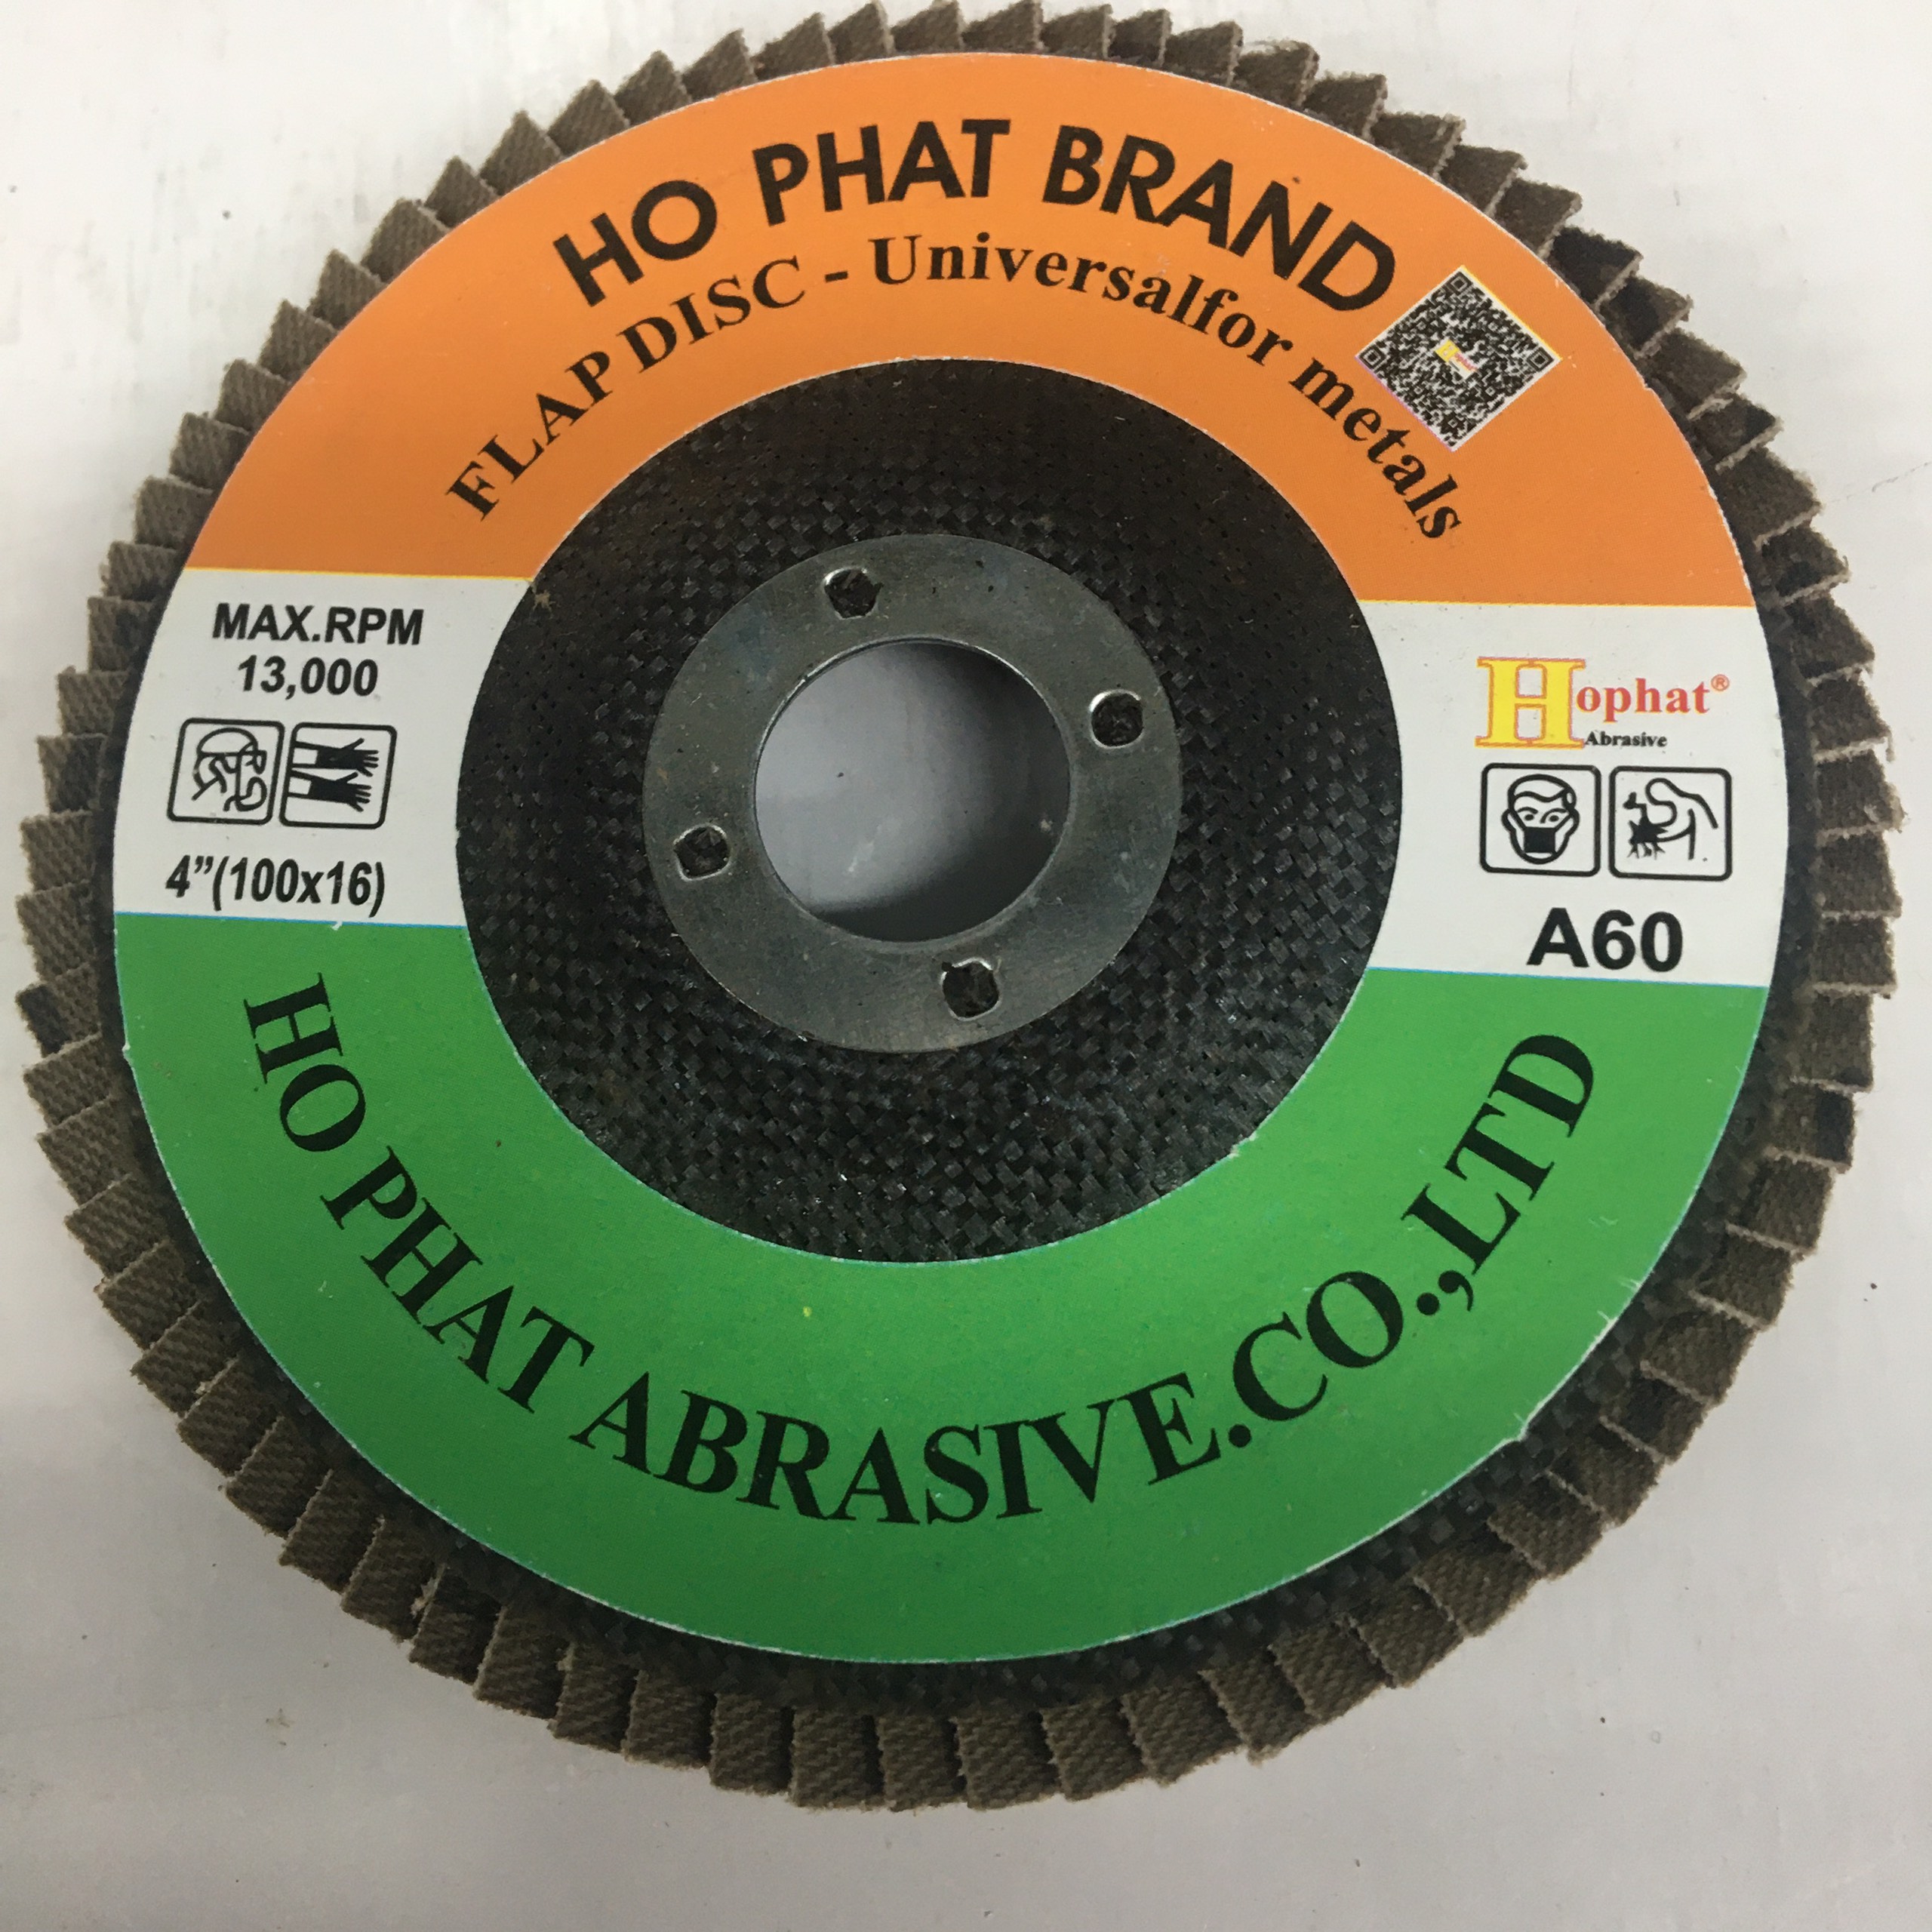 HO PHAT BRAND
FLAP DISC - Universalfor metals
MAX.RPM
13,000
4”(100x16)
Hophat®
Abrasive
A60
HO PHAT ABRASIVE.CO.,LTD